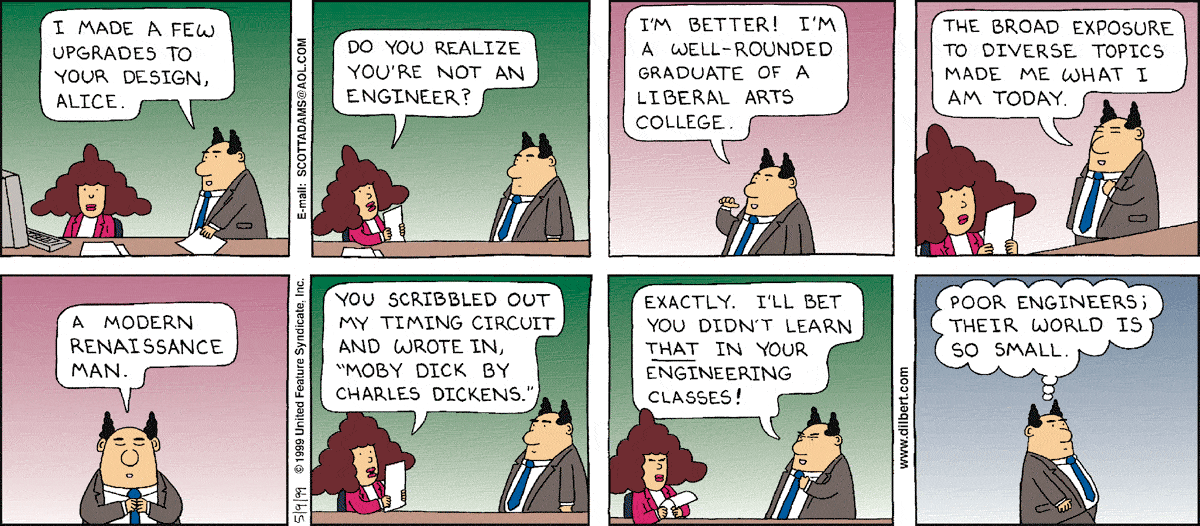 I MADE A FEW
UPGRADES TO
YOUR DESIGN,
ALICE.
E-mail: SCOTTADAMS@AOL.COM
DO YOU REALIZE
YOU'RE NOT AN
ENGINEER?
I'M BETTER! I'M
A WELL-ROUNDED
GRADUATE OF A
LIBERAL ARTS
COLLEGE.
THE BROAD EXPOSURE
TO DIVERSE TOPICS
MADE ME WHAT I
AM TODAY.
A MODERN
RENAISSANCE
MAN.
5/9/99 © 1999 United Feature Syndicate, Inc.
YOU SCRIBBLED OUT
MY TIMING CIRCUIT
AND WROTE IN,
"MOBY DICK BY
CHARLES DICKENS."
EXACTLY. I'LL BET
YOU DIDN'T LEARN
THAT IN YOUR
ENGINEERING
CLASSES!
www.dilbert.com
POOR ENGINEERS;
THEIR WORLD IS
SO SMALL.